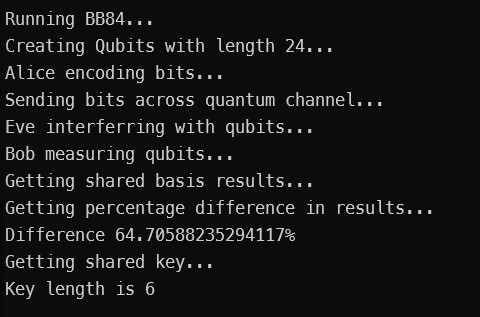 Running BB84...
Creating Qubits with length 24...
Alice encoding bits...
Sending bits across quantum channel...
Eve interferring with qubits...
Bob measuring qubits...
Getting shared basis results...
Getting percentage difference in results...
Difference 64.70588235294117%
Getting shared key...
Key length is 6